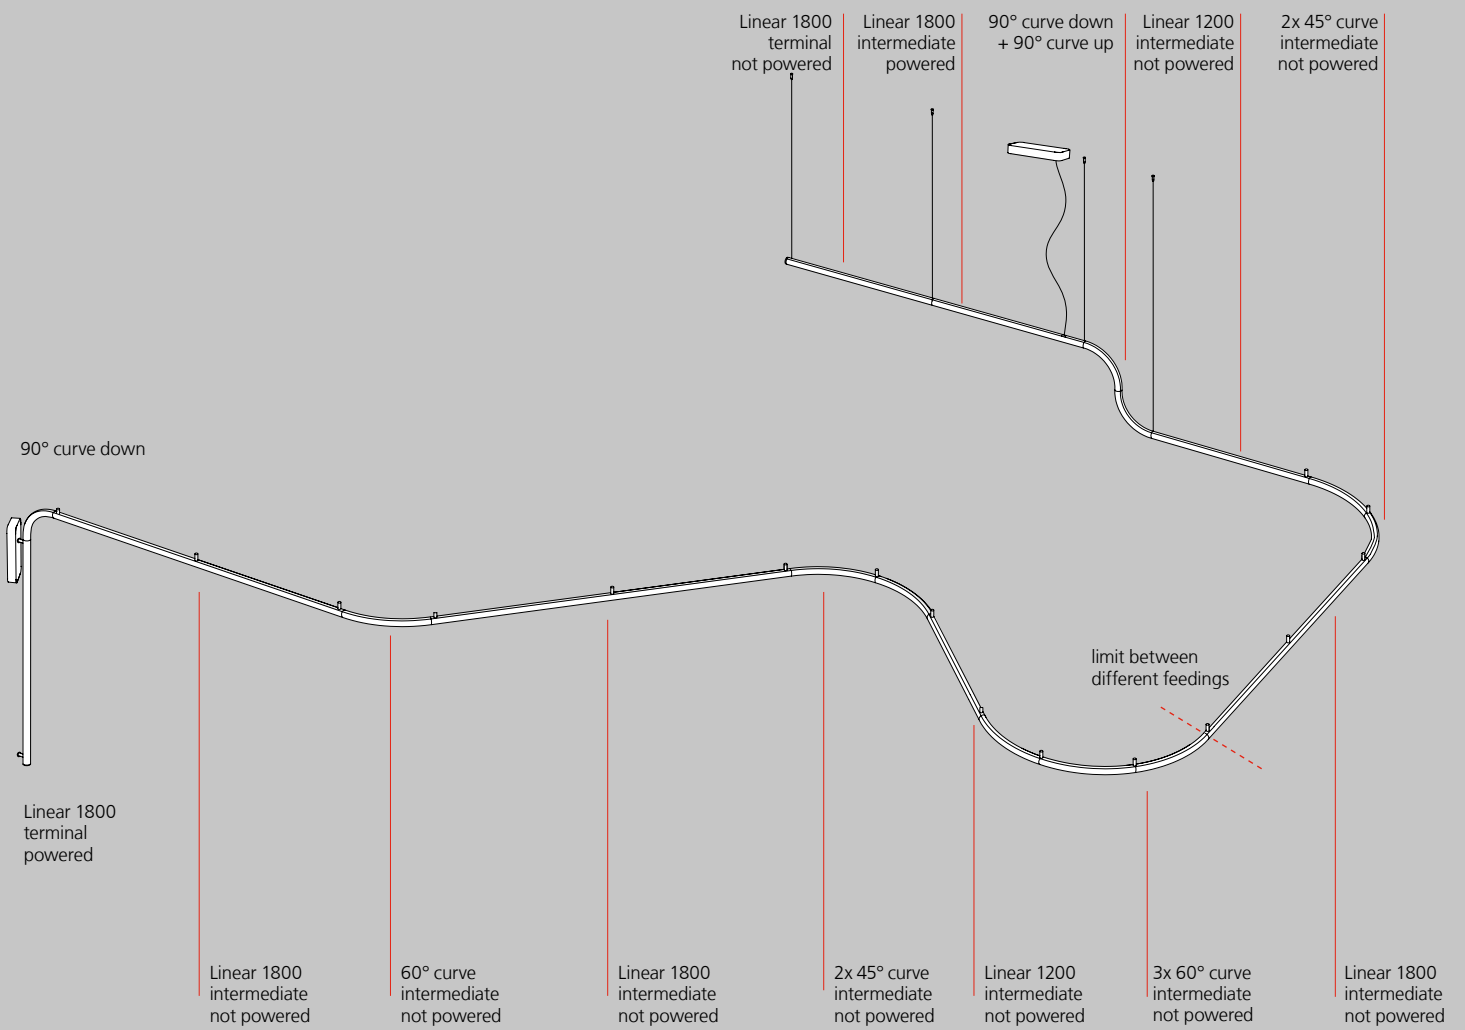 Linear 1800
terminal
not powered
Linear 1800
intermediate
powered
90° curve down
+ 90° curve up
Linear 1200
intermediate
not powered
2x 45° curve
intermediate
not powered
90° curve down
limit between
different feedings
Linear 1800
terminal
powered
Linear 1800
intermediate
not powered
60° curve
intermediate
not powered
Linear 1800
intermediate
not powered
2x 45° curve
intermediate
not powered
Linear 1200
intermediate
not powered
3x 60° curve
intermediate
not powered
Linear 1800
intermediate
not powered